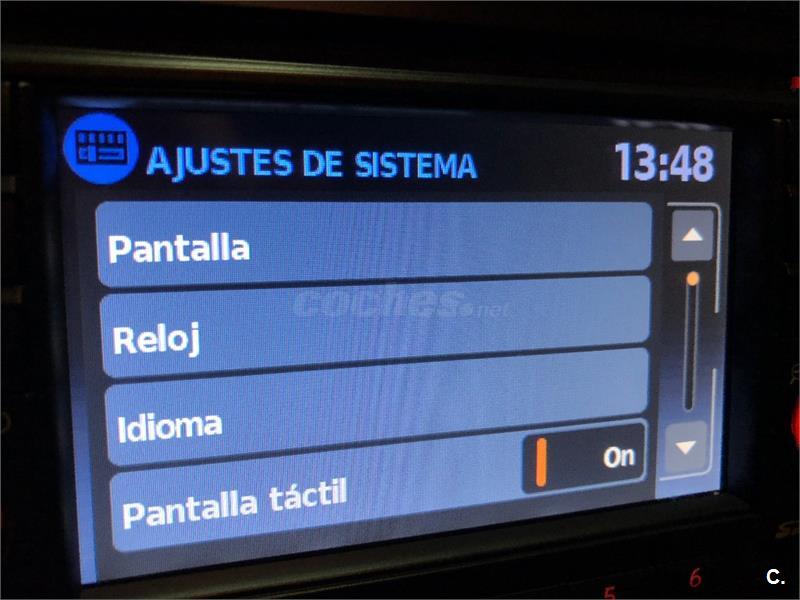 AJUSTES DE SISTEMA
13:48
Pantalla
coches.net
Reloj
Idioma
Pantalla táctil
On
5
6
C.